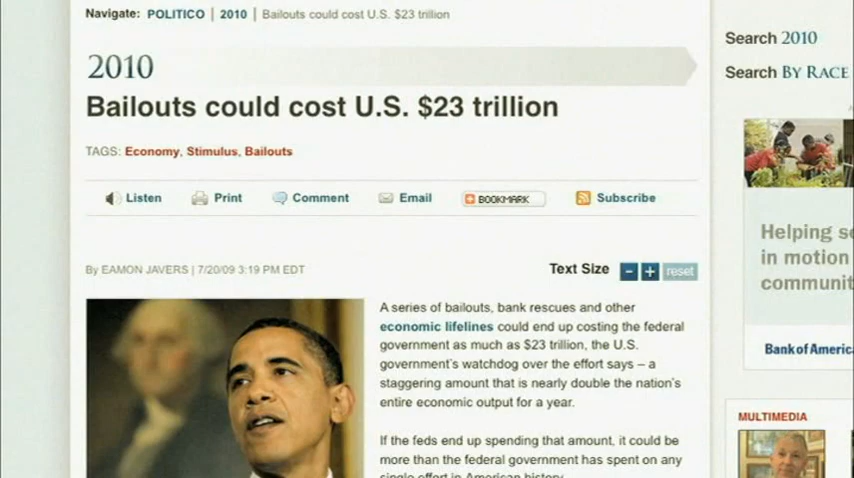 Navigate: POLITICO | 2010 | Bailouts could cost U.S. $23 trillion
2010
Bailouts could cost U.S. $23 trillion
TAGS: Economy, Stimulus, Bailouts
Listen Print Comment Email BOOKMARK Subscribe
By EAMON JAVERS | 7/20/09 3:19 PM EDT
Text Size - + reset
A series of bailouts, bank rescues and other
economic lifelines could end up costing the federal
government as much as $23 trillion, the U.S.
government's watchdog over the effort says – a
staggering amount that is nearly double the nation's
entire economic output for a year.
If the feds end up spending that amount, it could be
more than the federal government has spent on any
single effort in American history.
Search 2010
Search BY RACE
Helping
in motion
Bank of
MULTIMEDIA